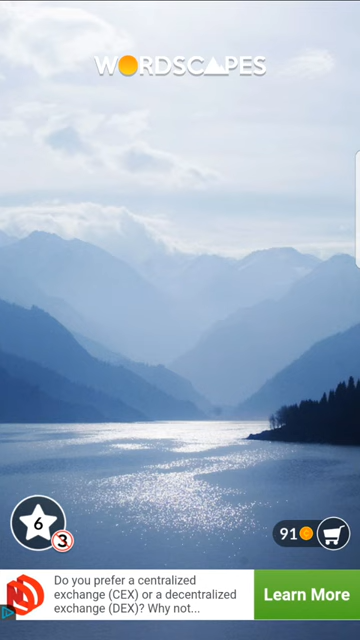 WORDSCAPES
6
3
91
Do you prefer a centralized
exchange (CEX) or a decentralized
exchange (DEX)? Why not...
Learn More